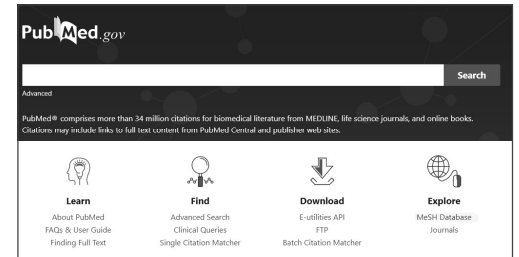 PubMed.gov
Search
Advanced
PubMed® comprises more than 34 million citations for biomedical literature from MEDLINE, life science journals, and online books.
Citations may include links to full text content from PubMed Central and publisher web sites.
Learn
About PubMed
FAQs & User Guide
Finding Full Text
Find
Advanced Search
Clinical Queries
Single Citation Matcher
Download
E-utilities API
FTP
Batch Citation Matcher
Explore
MeSH Database
Journals